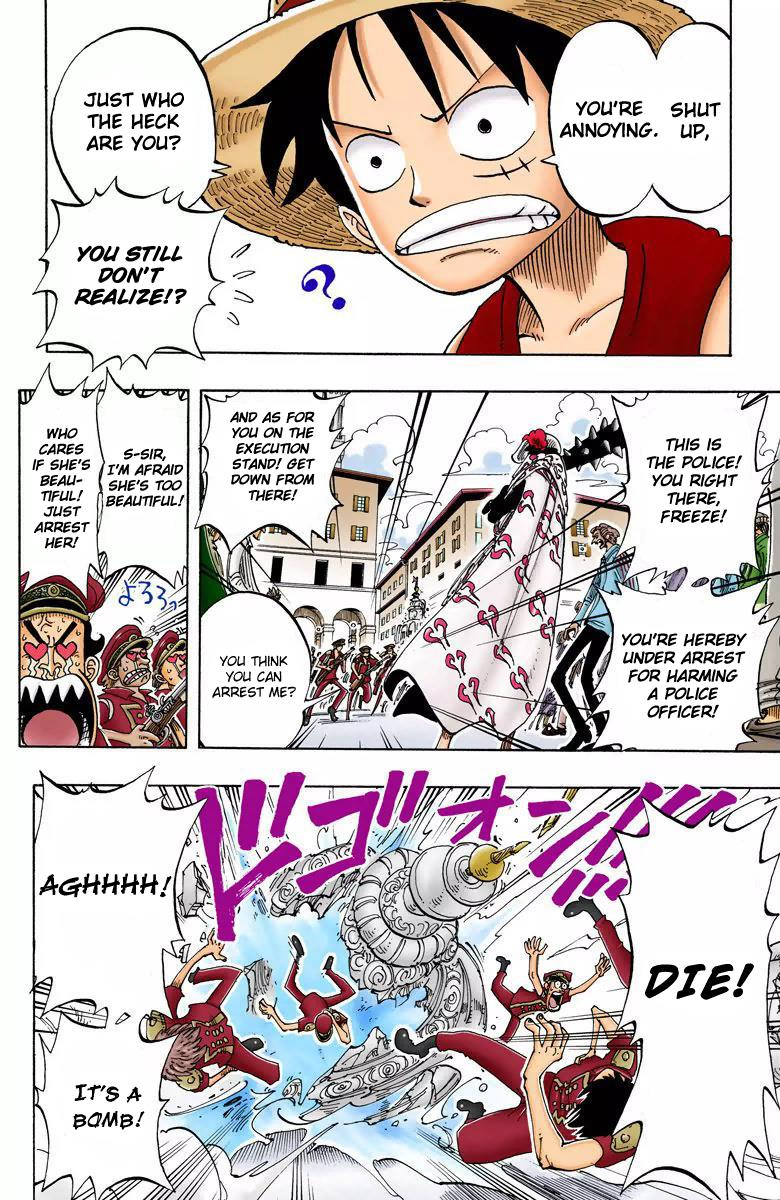 SHUT
UP,
YOU'RE
ANNOYING.
JUST WHO
THE HECK
ARE YOU?
YOU STILL
DON'T
REALIZE!?
?
THIS IS
THE POLICE!
YOU RIGHT
THERE,
FREEZE!
YOU'RE HEREBY
UNDER ARREST
FOR HARMING
A POLICE
OFFICER!
AND AS FOR
YOU ON THE
EXECUTION
STAND! GET
DOWN FROM
THERE!
YOU THINK
YOU CAN
ARREST ME?
S-SIR,
I'M AFRAID
SHE'S TOO
BEAUTIFUL!
WHO
CARES
IF SHE'S
BEAU-
TIFUL!
JUST
ARREST
HER!
よろろっ
DIE!
ドゴオン!!
AGHHHH!
IT'S A
BOMB!